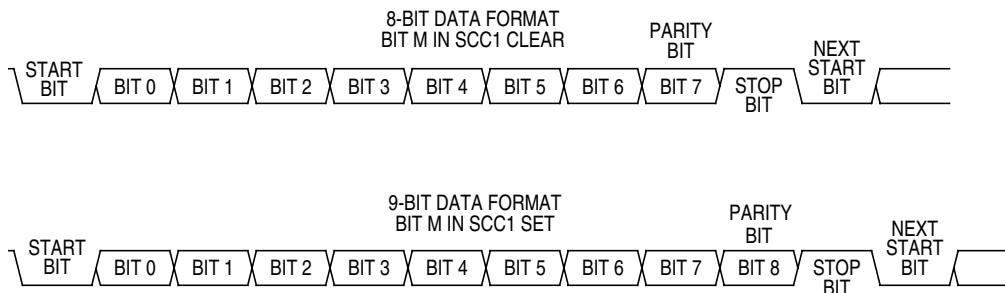 8-BIT DATA FORMAT
BIT M IN SCC1 CLEAR
PARITY
BIT
START
BIT
BIT 0
BIT 1
BIT 2
BIT 3
BIT 4
BIT 5
BIT 6
BIT 7
STOP
BIT
NEXT
START
BIT
9-BIT DATA FORMAT
BIT M IN SCC1 SET
PARITY
BIT
START
BIT
BIT 0
BIT 1
BIT 2
BIT 3
BIT 4
BIT 5
BIT 6
BIT 7
BIT 8
STOP
BIT
NEXT
START
BIT